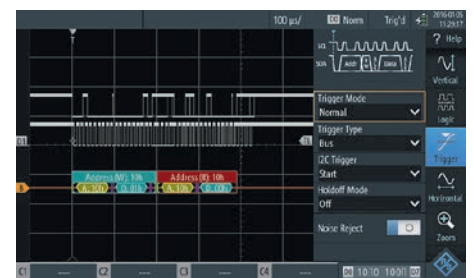 100 µs/ Norm Trig'd 2016-01-05
11:29:17
? Help
SCL
SDA
Vertical
Trigger Mode
Normal
Logic
Trigger Type
Bus
Trigger
I2C Trigger
Start
Horizontal
Holdoff Mode
Off
Noise Reject
Zoom
Address (W): 10h Address (R): 10h
C1 C2 C3 C4